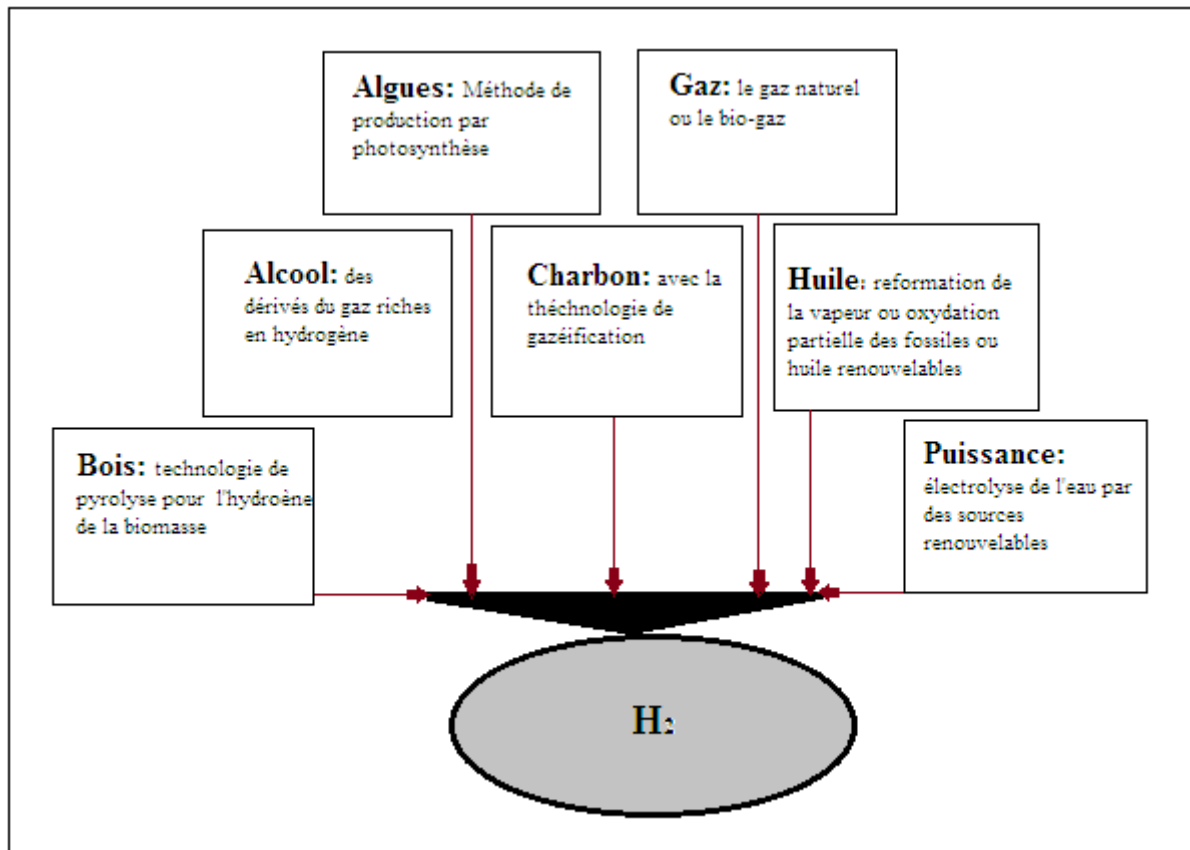 Algues: Méthode de
production par
photosynthèse
Gaz: le gaz naturel
ou le bio-gaz
Alcool: des
dérivés du gaz riches
en hydrogène
Charbon: avec la
théchnologie de
gazéification
Huile: reformation de
la vapeur ou oxydation
partielle des fossiles ou
huile renouvelables
Bois: technologie de
pyrolyse pour l'hydroène
de la biomasse
Puissance:
électrolyse de l'eau par
des sources
renouvelables
H₂